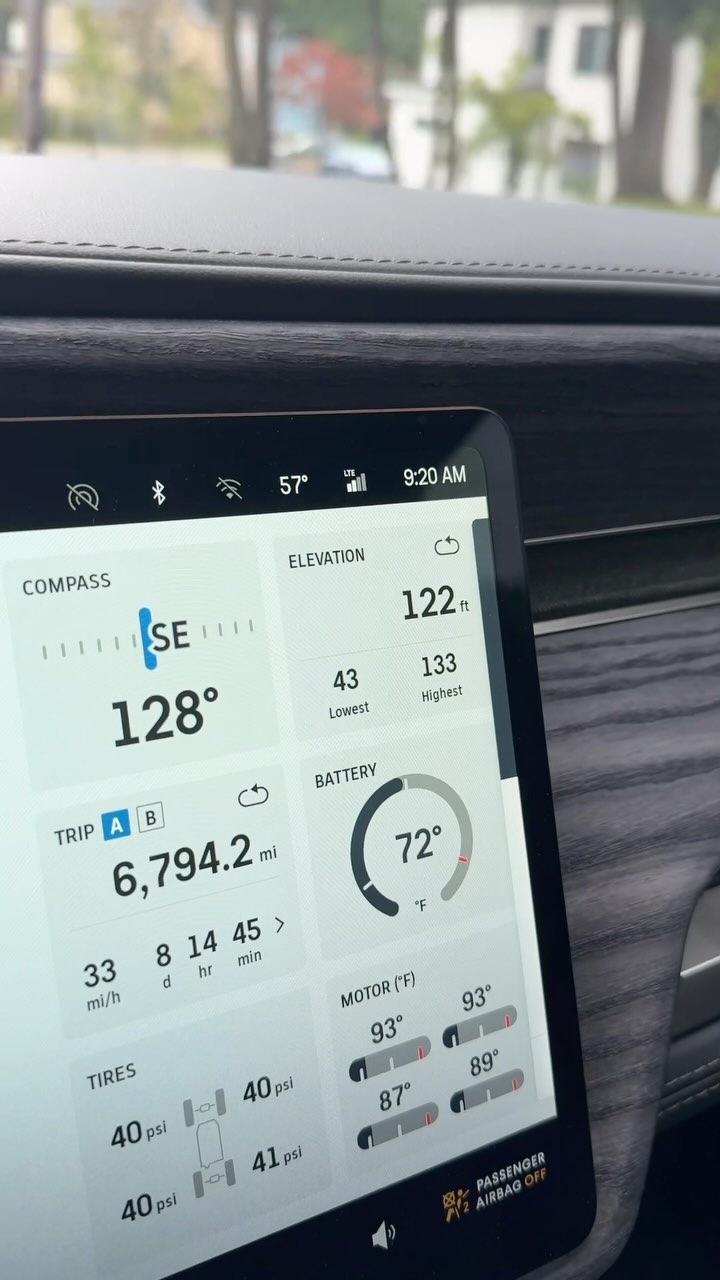 57° LTE 9:20 AM
COMPASS
SE
128°
ELEVATION
122 ft
43 133
Lowest Highest
TRIP A B
6,794.2 mi
33 8 14 45
mi/h d hr min
BATTERY
72°
°F
TIRES
40 psi 40 psi
40 psi 41 psi
MOTOR (°F)
93° 93°
87° 89°
PASSENGER
AIRBAG OFF
2